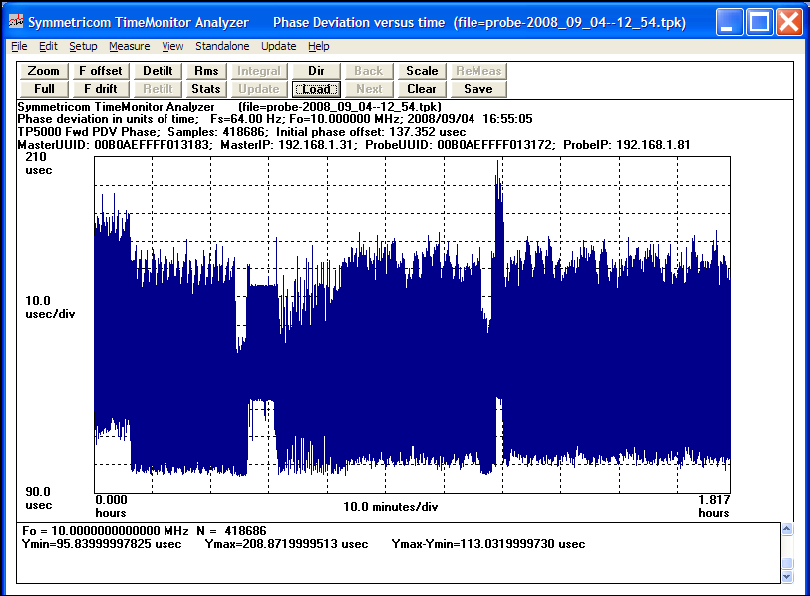 Symmetricom TimeMonitor Analyzer Phase Deviation versus time (file=probe-2008_09_04--12_54.tpk)
File Edit Setup Measure View Standalone Update Help
Zoom F offset Detilt Rms Integral Dir Back Scale ReMeas
Full F drift Retilt Stats Update Load Next Clear Save
Symmetricom TimeMonitor Analyzer (file=probe-2008_09_04--12_54.tpk)
Phase deviation in units of time; Fs=64.00 Hz; Fo=10.000000 MHz; 2008/09/04 16:55:05
TP5000 Fwd PDV Phase; Samples: 418686; Initial phase offset: 137.352 usec
MasterUUID: 00B0AEFFFF013183; MasterIP: 192.168.1.31; ProbeUUID: 00B0AEFFFF013172; ProbeIP: 192.168.1.81
210
usec
10.0
usec/div
90.0
usec
0.000
hours
10.0 minutes/div
1.817
hours
Fo = 10.0000000000000 MHz N = 418686
Ymin=95.83999997825 usec Ymax=208.8719999513 usec Ymax-Ymin=113.0319999730 usec